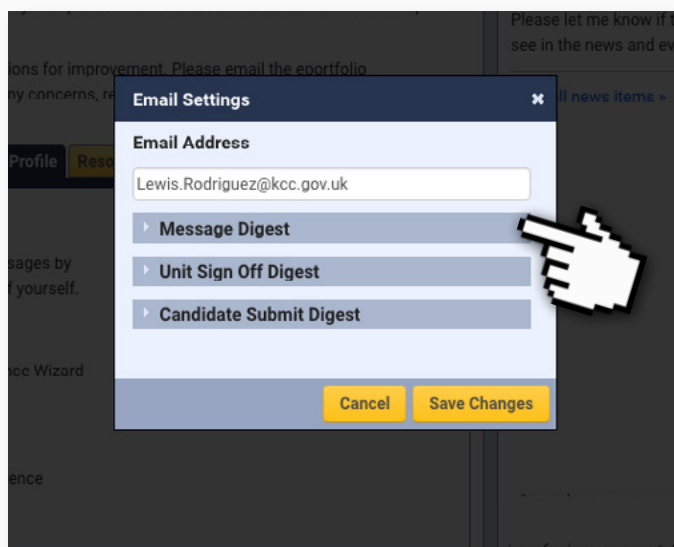 Please let me know if
see in the news and ev
ions for improvement. Please email the eportfolio
ny concerns, re
ll news items »
Email Settings
Email Address
Lewis.Rodriguez@kcc.gov.uk
Profile
Reso
Message Digest
Unit Sign Off Digest
Candidate Submit Digest
sages by
f yourself.
nce Wizard
Cancel
Save Changes
ence